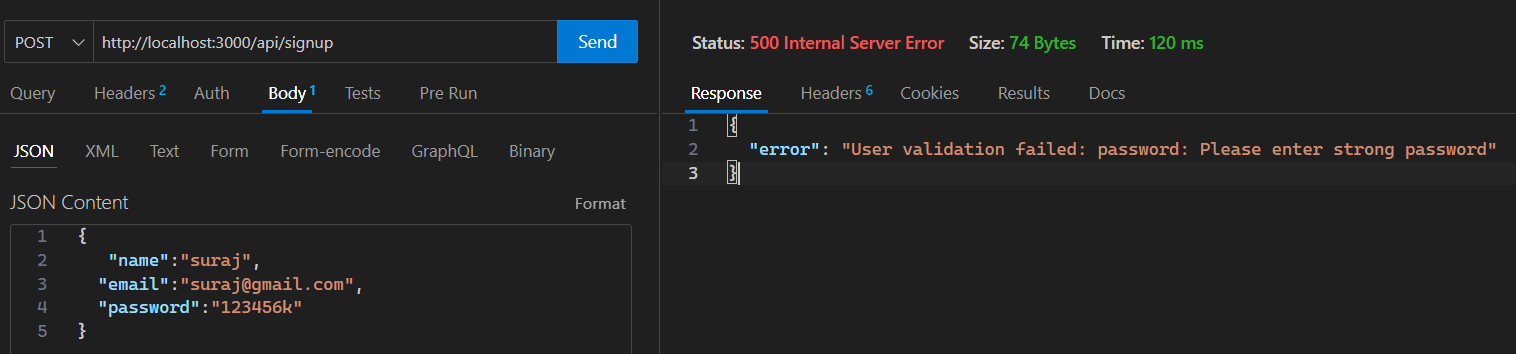 POST http://localhost:3000/api/signup Send
Query Headers 2 Auth Body 1 Tests Pre Run
JSON XML Text Form Form-encode GraphQL Binary
JSON Content Format
1 {
2 "name":"suraj",
3 "email":"suraj@gmail.com",
4 "password":"123456k"
5 }
Status: 500 Internal Server Error Size: 74 Bytes Time: 120 ms
Response Headers 6 Cookies Results Docs
1 {
2 "error": "User validation failed: password: Please enter strong password"
3 }